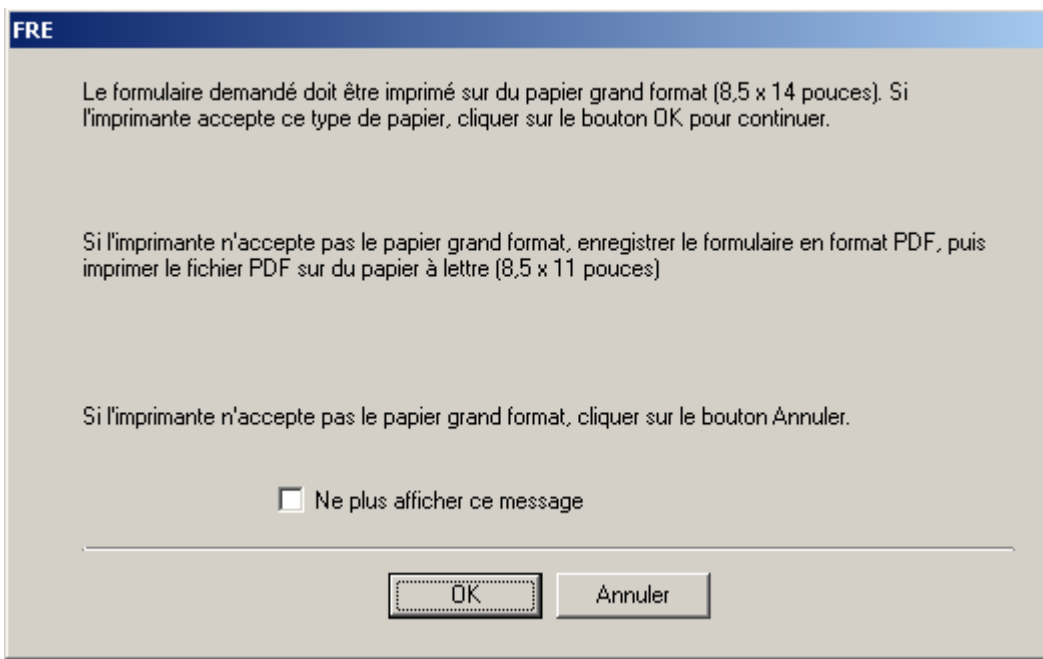 FRE
Le formulaire demandé doit être imprimé sur du papier grand format (8,5 x 14 pouces). Si
l'imprimante accepte ce type de papier, cliquer sur le bouton OK pour continuer.
Si l'imprimante n'accepte pas le papier grand format, enregistrer le formulaire en format PDF, puis
imprimer le fichier PDF sur du papier à lettre (8,5 x 11 pouces)
Si l'imprimante n'accepte pas le papier grand format, cliquer sur le bouton Annuler.
Ne plus afficher ce message
OK Annuler